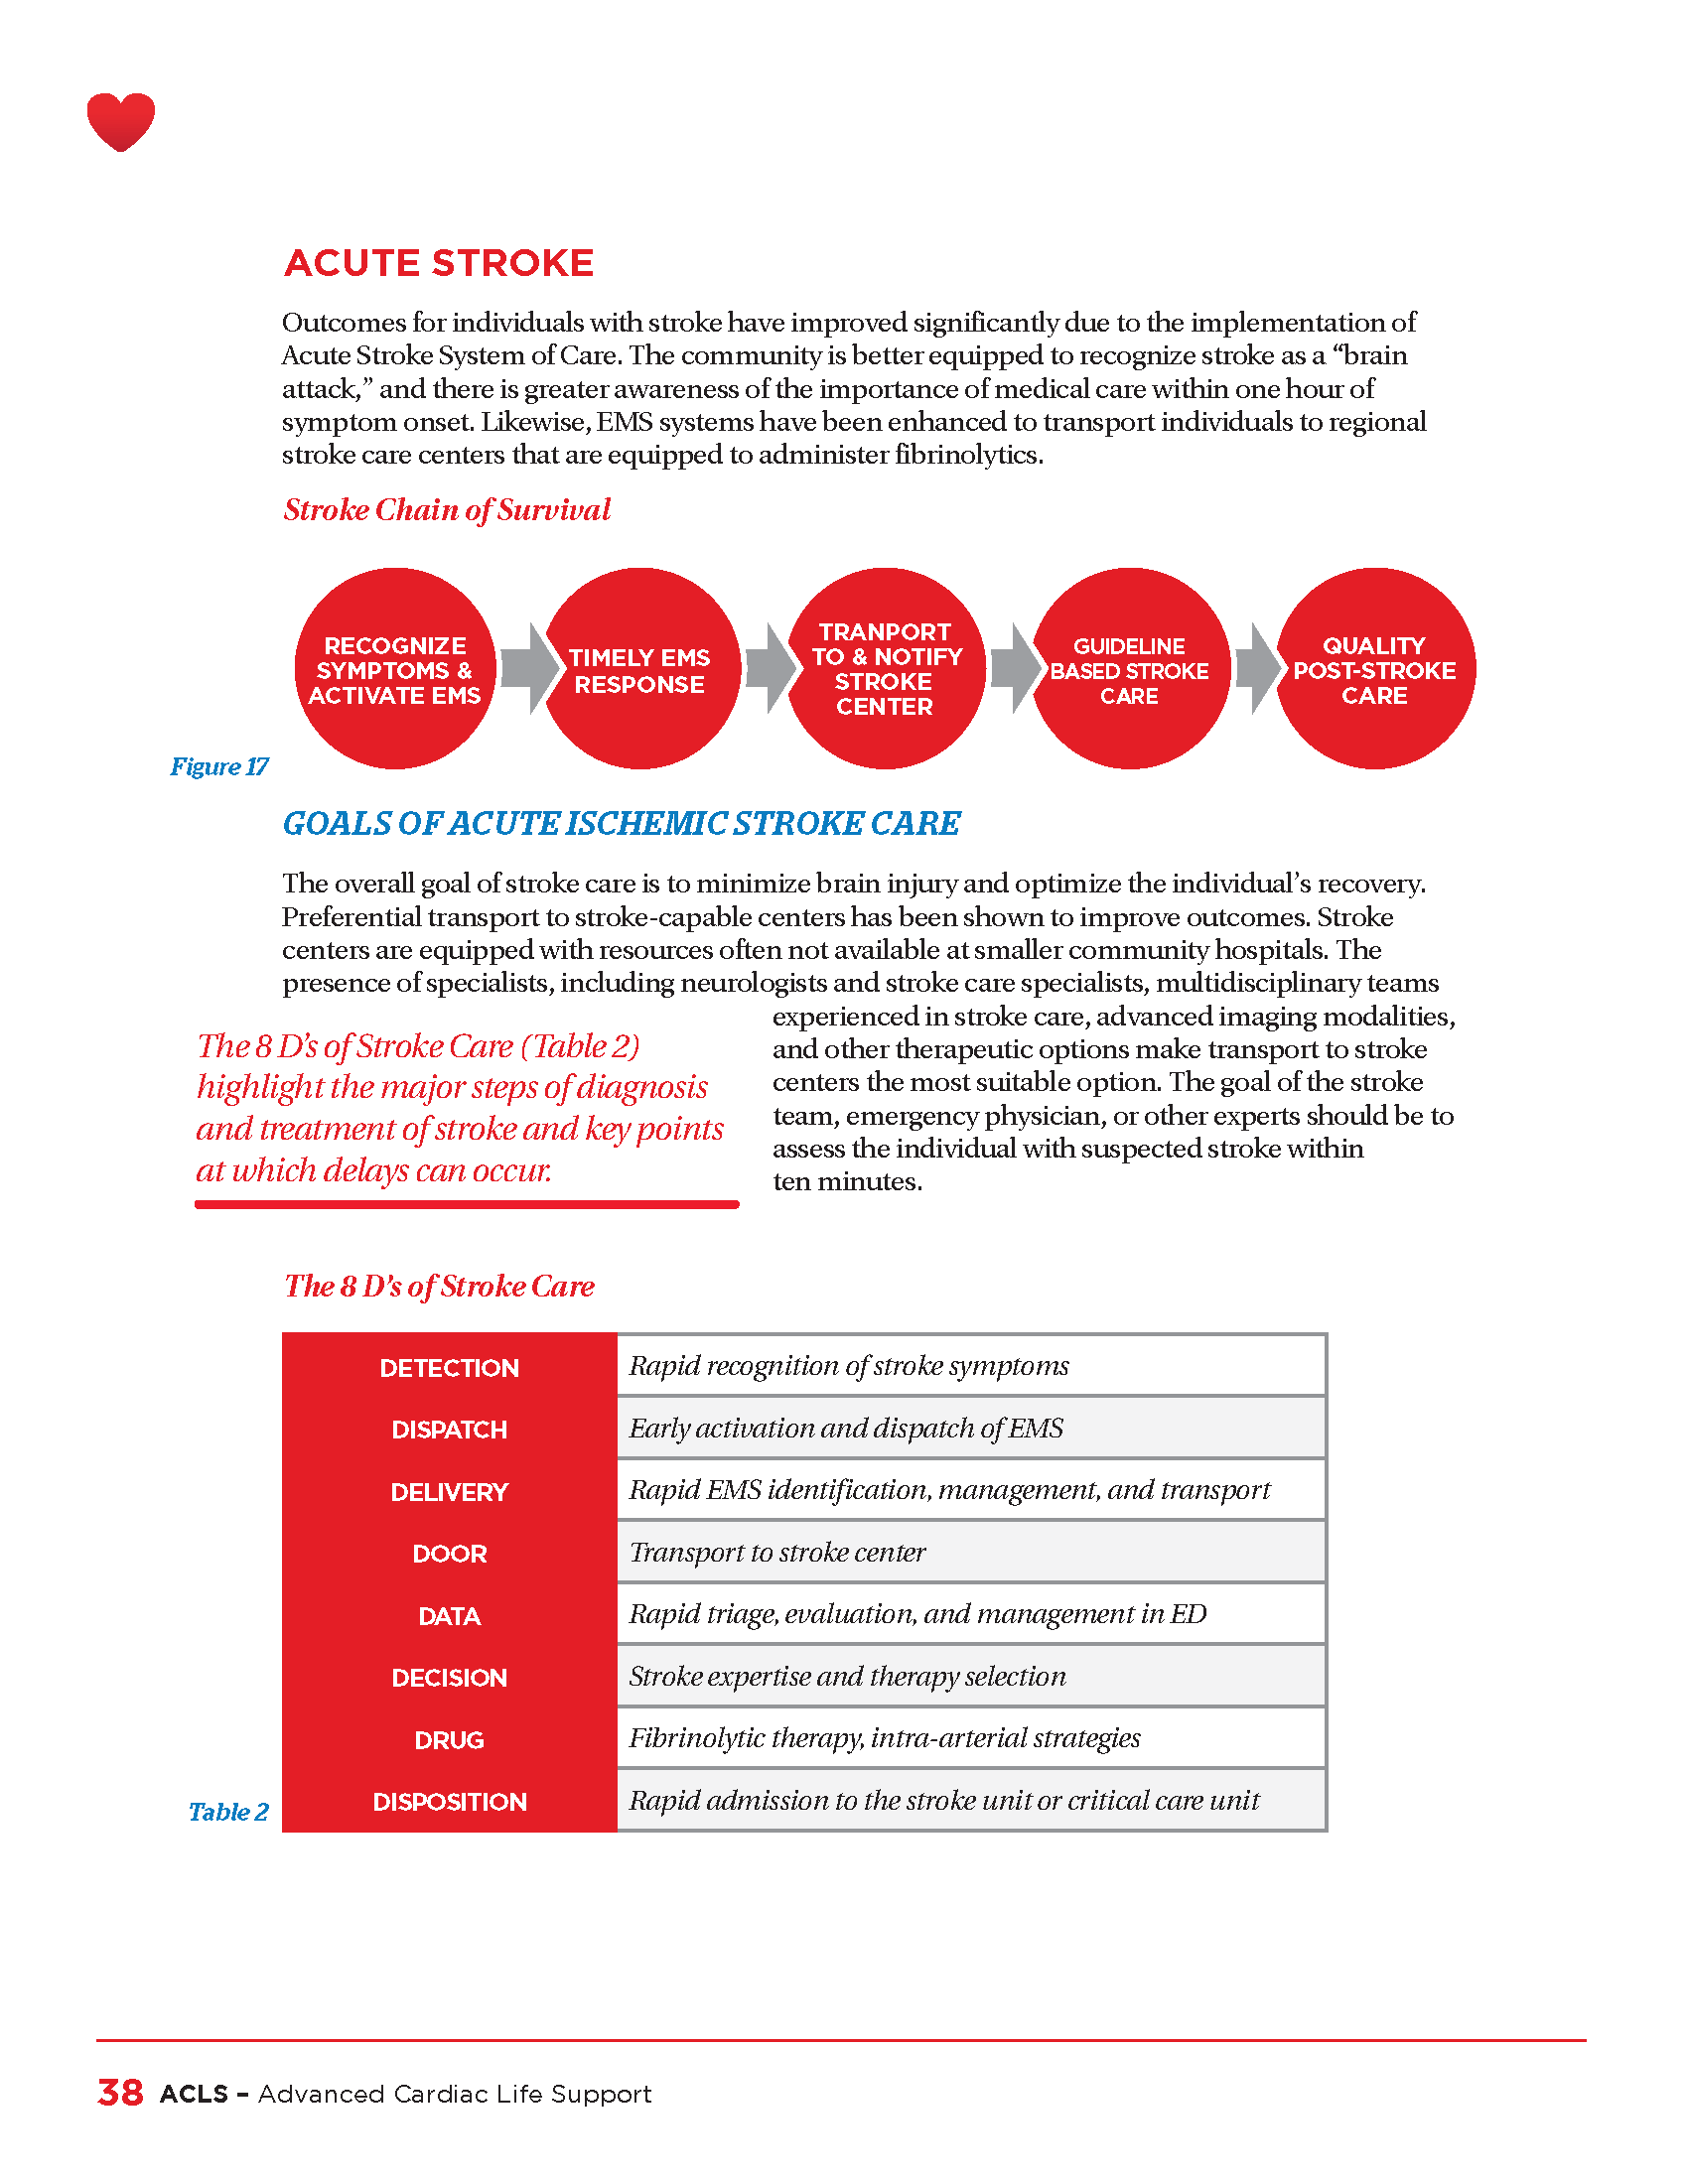 ACUTE STROKE
Outcomes for individuals with stroke have improved significantly due to the implementation of
Acute Stroke System of Care. The community is better equipped to recognize stroke as a “brain
attack,” and there is greater awareness of the importance of medical care within one hour of
symptom onset. Likewise, EMS systems have been enhanced to transport individuals to regional
stroke care centers that are equipped to administer fibrinolytics.
Stroke Chain of Survival
RECOGNIZE
SYMPTOMS &
ACTIVATE EMS
TIMELY EMS
RESPONSE
TRANPORT
TO & NOTIFY
STROKE
CENTER
GUIDELINE
BASED STROKE
CARE
QUALITY
POST-STROKE
CARE
Figure 17
GOALS OF ACUTE ISCHEMIC STROKE CARE
The overall goal of stroke care is to minimize brain injury and optimize the individual’s recovery.
Preferential transport to stroke-capable centers has been shown to improve outcomes. Stroke
centers are equipped with resources often not available at smaller community hospitals. The
presence of specialists, including neurologists and stroke care specialists, multidisciplinary teams
experienced in stroke care, advanced imaging modalities,
and other therapeutic options make transport to stroke
centers the most suitable option. The goal of the stroke
team, emergency physician, or other experts should be to
assess the individual with suspected stroke within
ten minutes.
The 8 D’s of Stroke Care (Table 2)
highlight the major steps of diagnosis
and treatment of stroke and key points
at which delays can occur.
The 8 D’s of Stroke Care
DETECTION Rapid recognition of stroke symptoms
DISPATCH Early activation and dispatch of EMS
DELIVERY Rapid EMS identification, management, and transport
DOOR Transport to stroke center
DATA Rapid triage, evaluation, and management in ED
DECISION Stroke expertise and therapy selection
DRUG Fibrinolytic therapy, intra-arterial strategies
DISPOSITION Rapid admission to the stroke unit or critical care unit
Table 2
38 ACLS – Advanced Cardiac Life Support